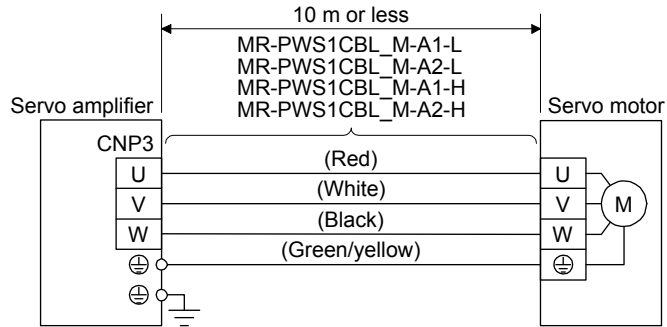 10 m or less
MR-PWS1CBL_M-A1-L
MR-PWS1CBL_M-A2-L
MR-PWS1CBL_M-A1-H
MR-PWS1CBL_M-A2-H
Servo amplifier
Servo motor
CNP3
U
(Red)
U
V
(White)
V
M
W
(Black)
W
(Green/yellow)